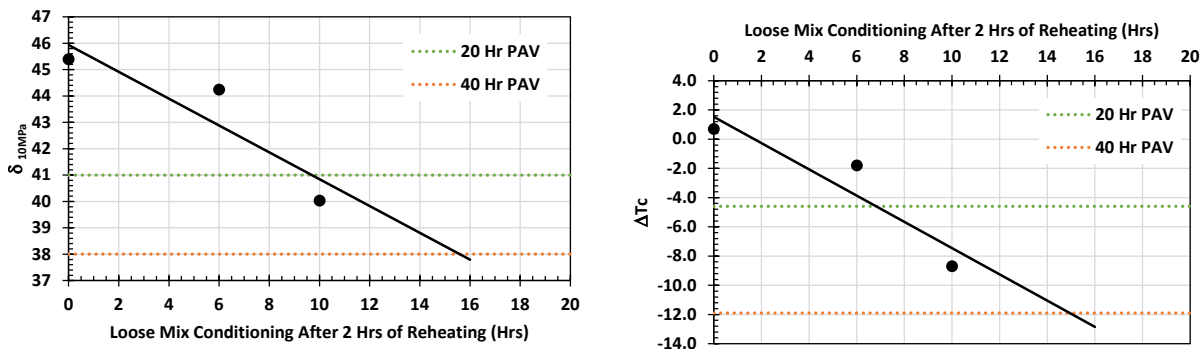 47
46
45
44
43
42
41
40
39
38
37
δ 10MPa
20 Hr PAV
40 Hr PAV
0 2 4 6 8 10 12 14 16 18 20
Loose Mix Conditioning After 2 Hrs of Reheating (Hrs)
Loose Mix Conditioning After 2 Hrs of Reheating (Hrs)
0 2 4 6 8 10 12 14 16 18 20
4.0
2.0
0.0
-2.0
-4.0
-6.0
-8.0
-10.0
-12.0
-14.0
ΔTc
20 Hr PAV
40 Hr PAV